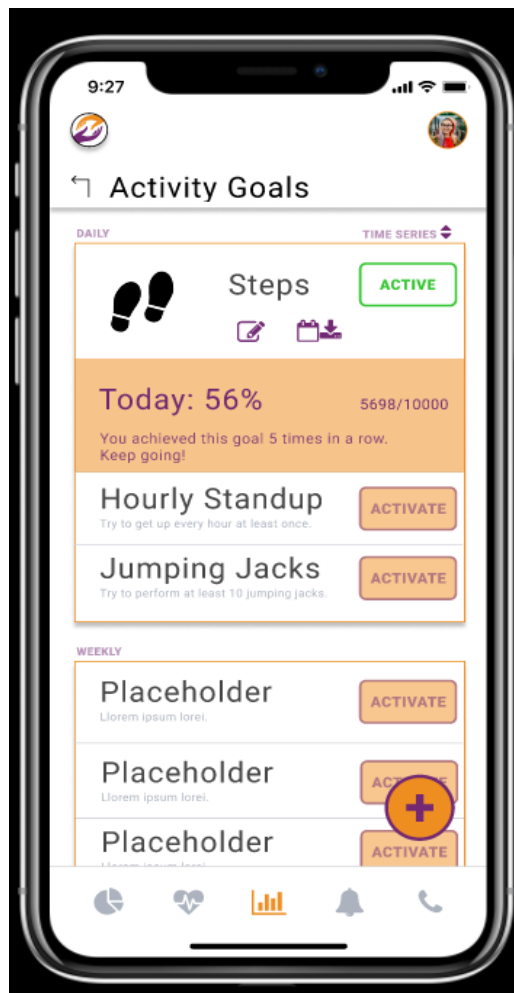 9:27
Activity Goals
DAILY
TIME SERIES
Steps
ACTIVE
Today: 56%
5698/10000
You achieved this goal 5 times in a row.
Keep going!
Hourly Standup
Try to get up every hour at least once.
ACTIVATE
Jumping Jacks
Try to perform at least 10 jumping jacks.
ACTIVATE
WEEKLY
Placeholder
Llorem ipsum lorei.
ACTIVATE
Placeholder
Llorem ipsum lorei.
Placeholder
ACTIVATE